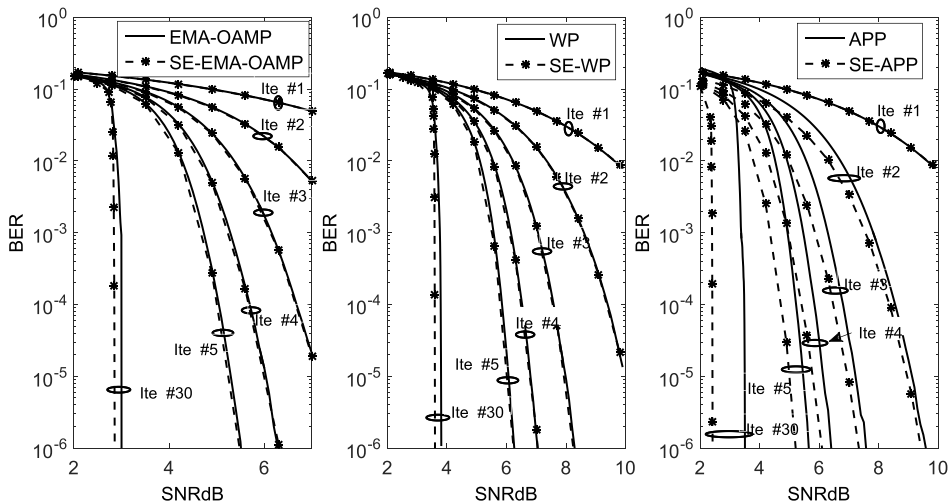 10^0
10^-1
10^-2
10^-3
10^-4
10^-5
10^-6
BER
2 4 6
SNRdB
EMA-OAMP
SE-EMA-OAMP
Ite #1
Ite #2
Ite #3
Ite #4
Ite #5
Ite #30
10^0
10^-1
10^-2
10^-3
10^-4
10^-5
10^-6
BER
2 4 6 8 10
SNRdB
WP
SE-WP
Ite #1
Ite #2
Ite #3
Ite #4
Ite #5
Ite #30
10^0
10^-1
10^-2
10^-3
10^-4
10^-5
10^-6
BER
2 4 6 8 10
SNRdB
APP
SE-APP
Ite #1
Ite #2
Ite #3
Ite #4
Ite #5
Ite #30